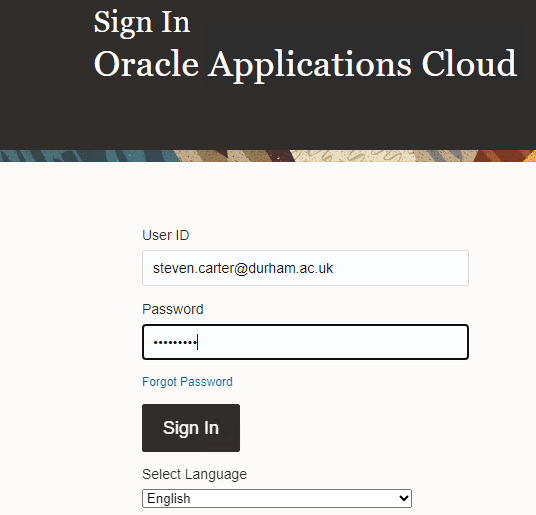 Sign In
Oracle Applications Cloud
User ID
steven.carter@durham.ac.uk
Password
•••••••••
Forgot Password
Sign In
Select Language
English